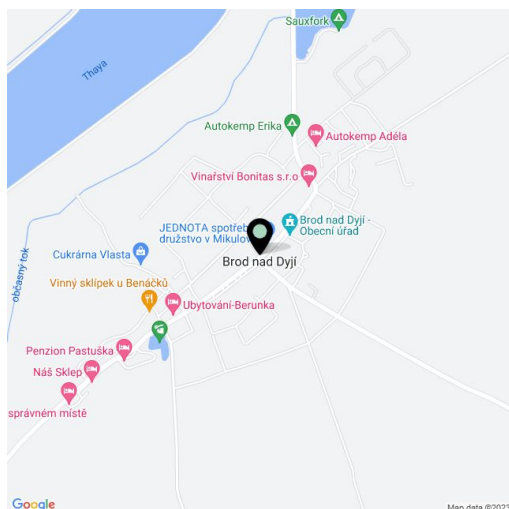 Sauxfork
Thaya
Autokemp Erika
Autokemp Adéla
Vinařství Bonitas s.r.o
Brod nad Dyjí -
Obecní úřad
JEDNOTA spotřeb
družstvo v Mikulov
Cukrárna Vlasta
Brod nad Dyjí
občasný tok
Vinný sklípek u Benáčků
Ubytování-Berunka
Penzion Pastuška
Náš Sklep
správném místě
Google
Map data ©2023